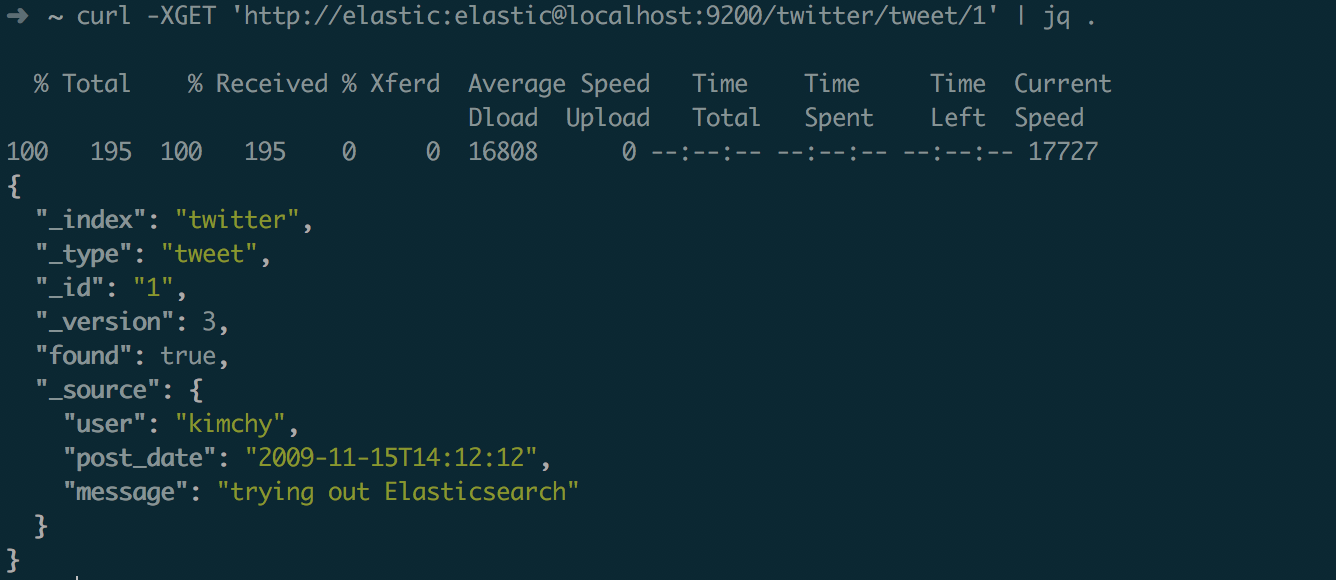 ➜ ~ curl -XGET 'http://elastic:elastic@localhost:9200/twitter/tweet/1' | jq .
  % Total    % Received % Xferd  Average Speed   Time    Time     Time  Current
                                 Dload  Upload   Total   Spent    Left  Speed
100   195  100   195    0     0  16808      0 --:--:-- --:--:-- --:--:-- 17727
{
  "_index": "twitter",
  "_type": "tweet",
  "_id": "1",
  "_version": 3,
  "found": true,
  "_source": {
    "user": "kimchy",
    "post_date": "2009-11-15T14:12:12",
    "message": "trying out Elasticsearch"
  }
}